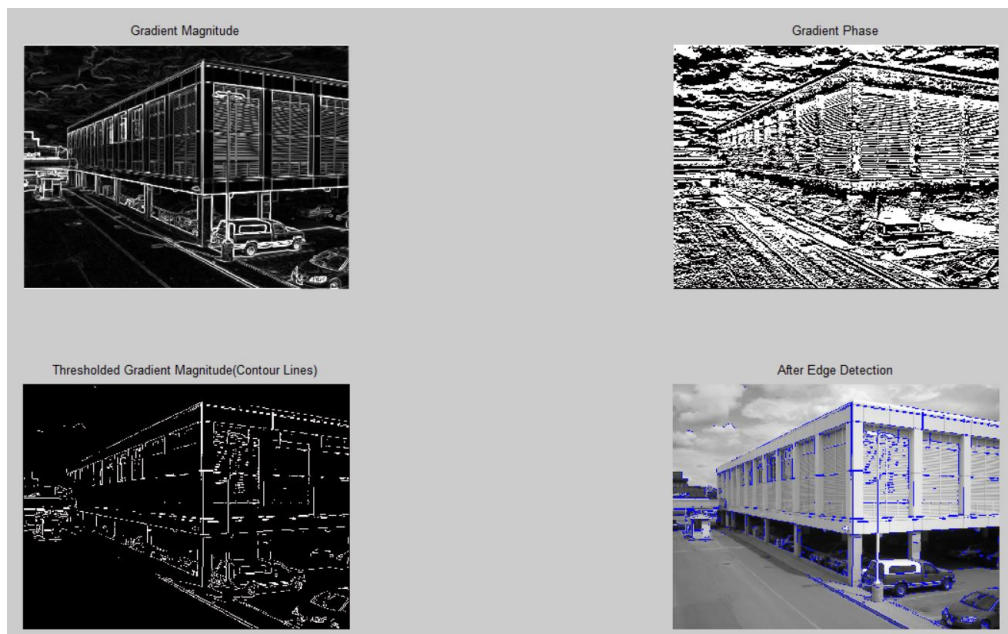 Gradient Magnitude
Gradient Phase
Thresholded Gradient Magnitude(Contour Lines)
After Edge Detection